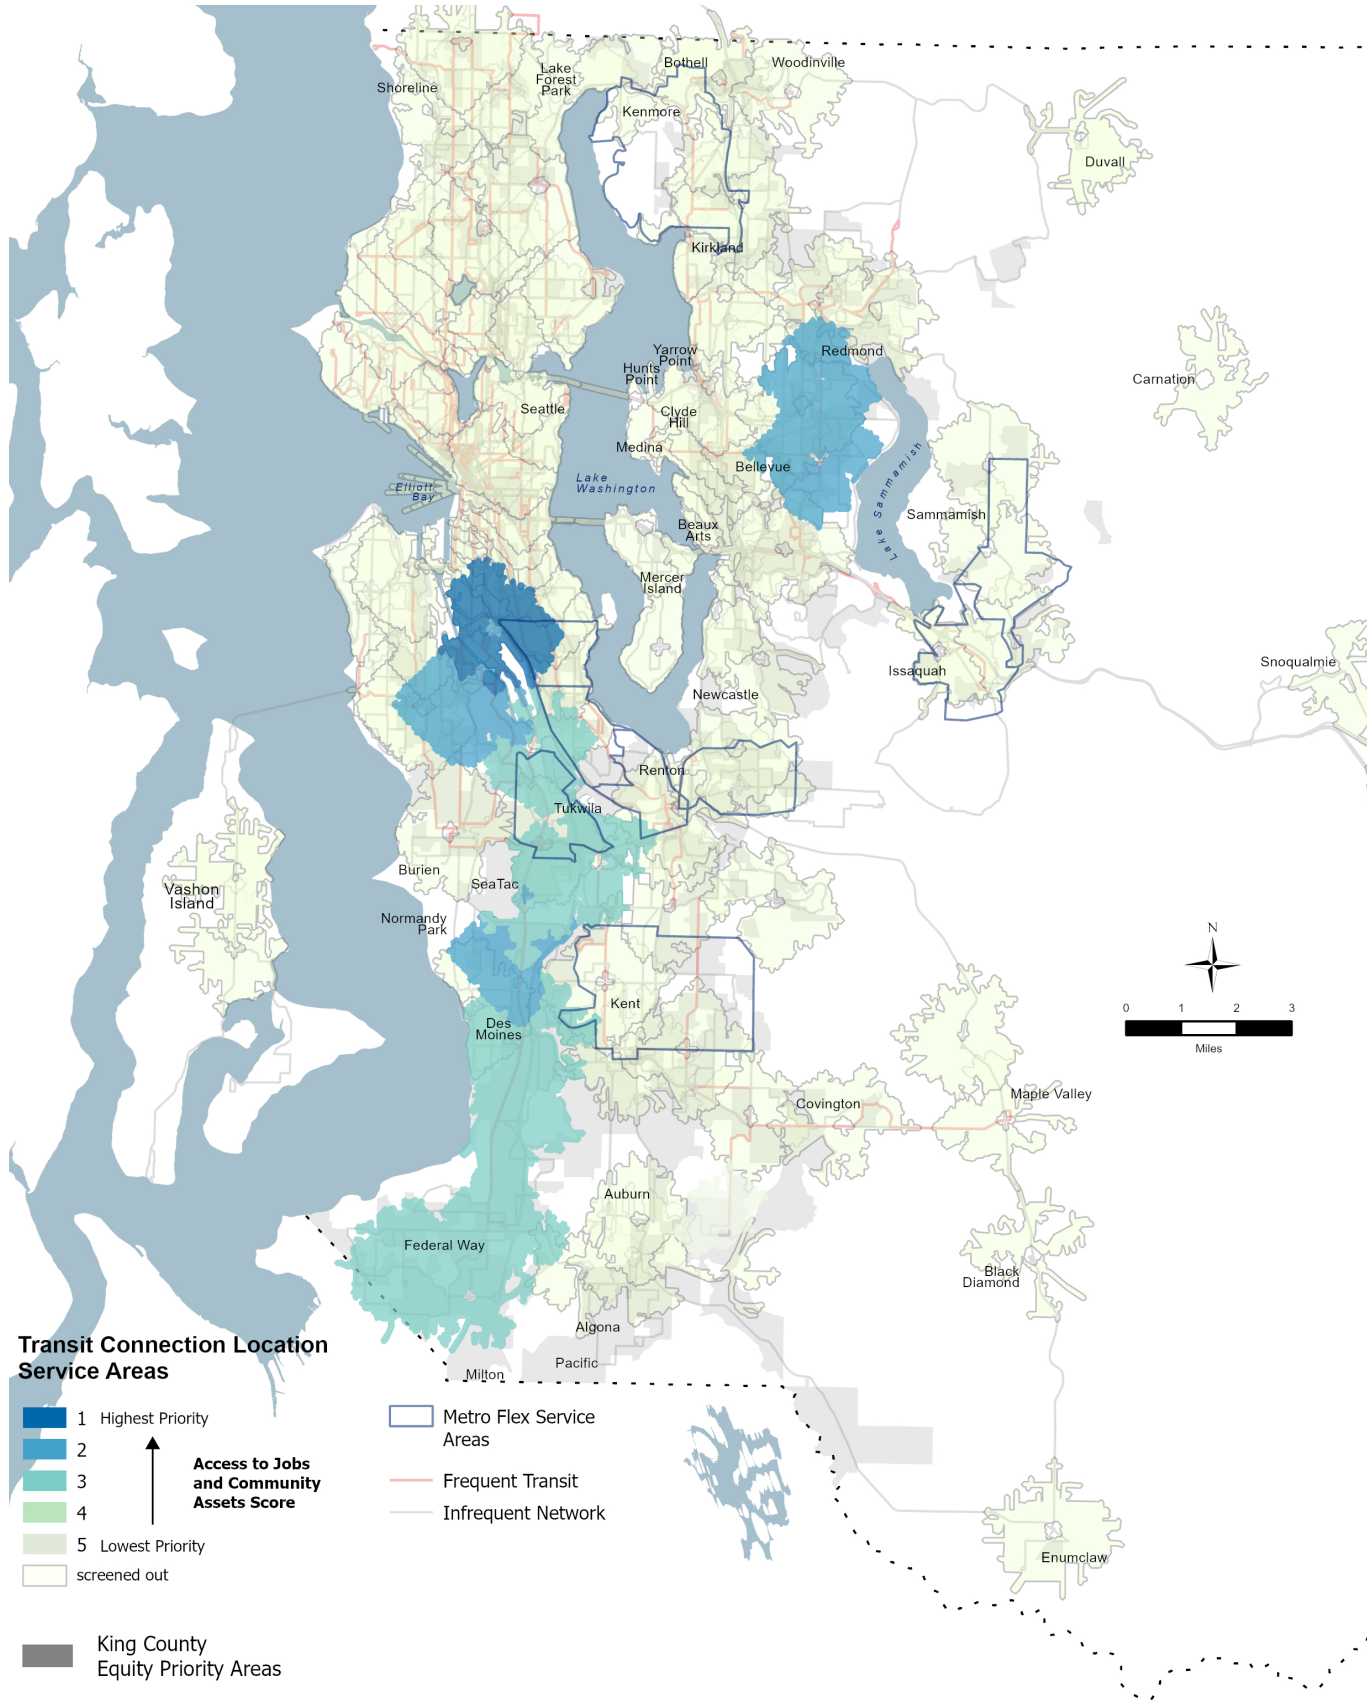 Shoreline
Lake
Forest
Park
Bothell
Woodinville
Kenmore
Duvall
Kirkland
Yarrow
Point
Hunts
Point
Redmond
Carnation
Clyde
Hill
Seattle
Medina
Bellevue
Lake
Washington
Elliott
Bay
Lake Sammamish
Sammamish
Beaux
Arts
Mercer
Island
Issaquah
Snoqualmie
Newcastle
Renton
Tukwila
Burien
SeaTac
Vashon
Island
Normandy
Park
N
Kent
Des
Moines
0 1 2 3
Miles
Maple Valley
Covington
Auburn
Federal Way
Black
Diamond
Algona
Pacific
Milton
Enumclaw
Transit Connection Location
Service Areas
1 Highest Priority
2
3
4
5 Lowest Priority
screened out
Access to Jobs
and Community
Assets Score
Metro Flex Service
Areas
Frequent Transit
Infrequent Network
King County
Equity Priority Areas